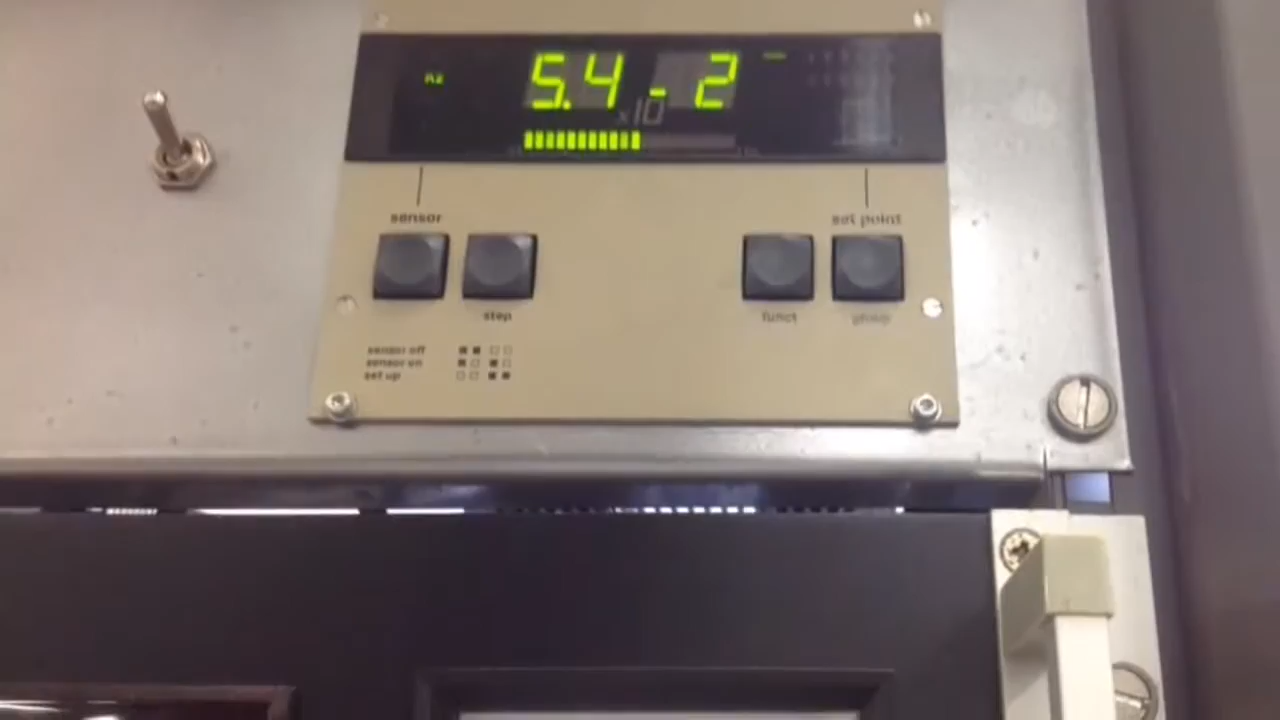 A2 5.4 - 2
x10
sensor set point
step funct
sensor off
sensor on
set up